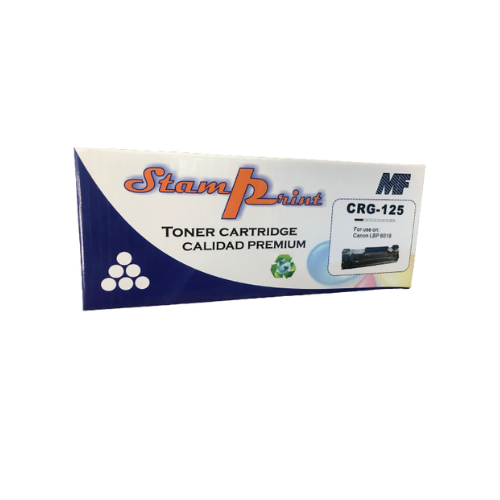 StamPrint
MF
TONER CARTRIDGE
CALIDAD PREMIUM
CRG-125
For use on:
Canon LBP 6018